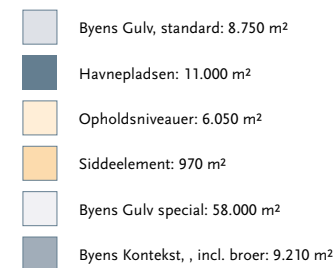 Byens Gulv, standard: 8.750 m²
Havnepladsen: 11.000 m²
Opholdsniveauer: 6.050 m²
Siddeelement: 970 m²
Byens Gulv special: 58.000 m²
Byens Kontekst, , incl. broer: 9.210 m²